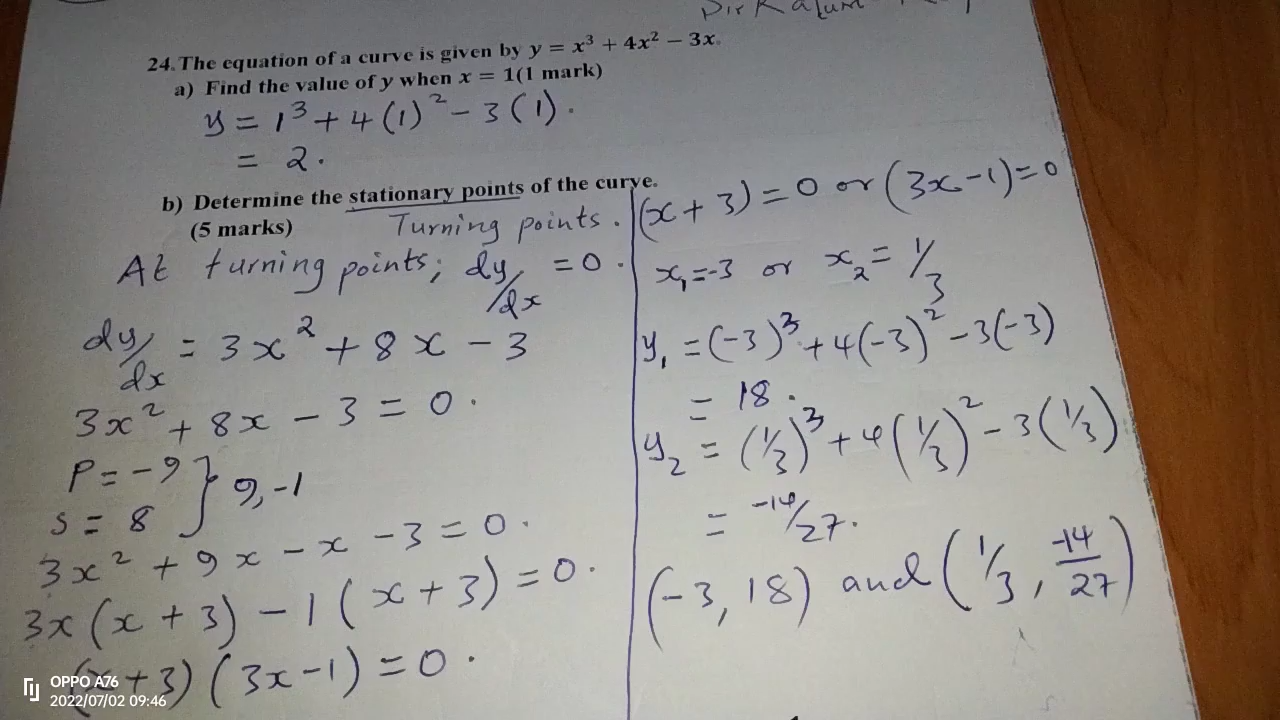 24. The equation of a curve is given by y = x³ + 4x² − 3x.
a) Find the value of y when x = 1(1 mark)
y = 1³ + 4(1)² − 3(1).
= 2.
b) Determine the stationary points of the curve.
(5 marks) Turning points.
At turning points; dy/dx = 0.
dy/dx = 3x² + 8x − 3
3x² + 8x − 3 = 0.
P = −9 } 9, −1
S = 8
3x² + 9x − x − 3 = 0.
3x(x + 3) − 1(x + 3) = 0.
(x+3)(3x−1) = 0.
(x + 3) = 0 or (3x − 1) = 0
x₁ = −3 or x₂ = 1/3
y₁ = (−3)³ + 4(−3)² − 3(−3)
= 18.
y₂ = (1/3)³ + 4(1/3)² − 3(1/3)
= −14/27.
(−3, 18) and (1/3, −14/27)
OPPO A76
2022/07/02 09:46